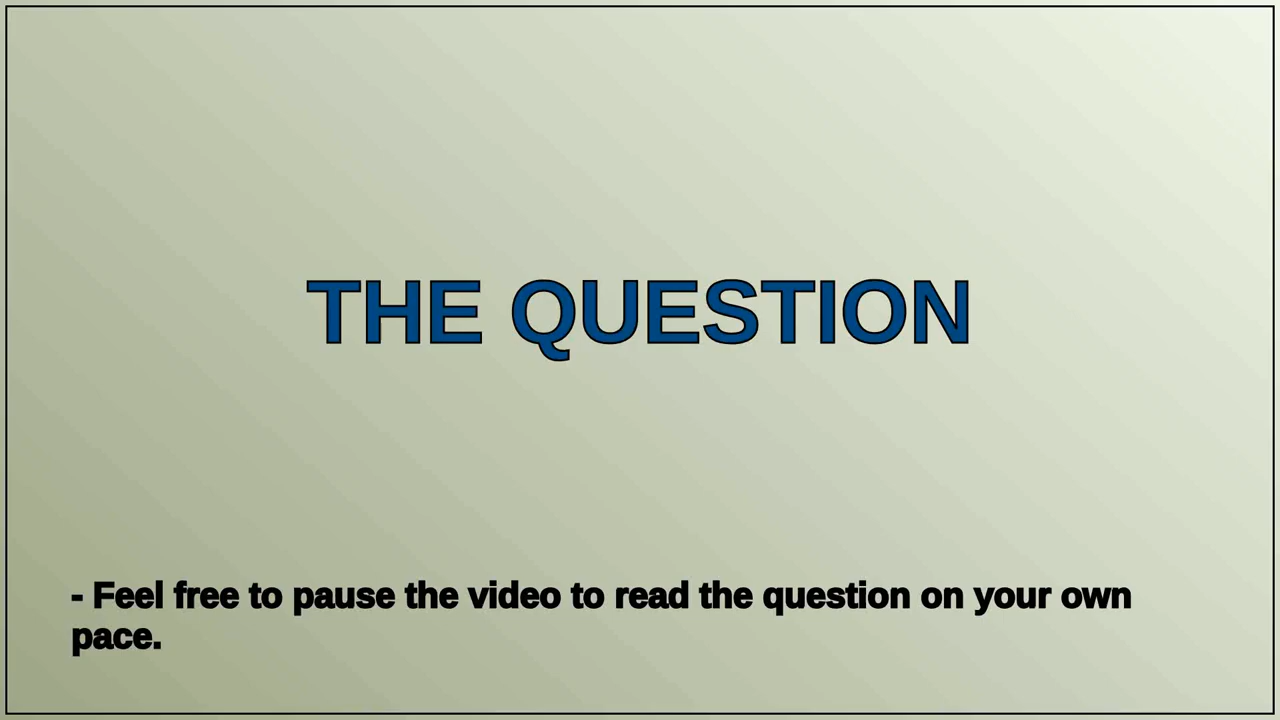 THE QUESTION
- Feel free to pause the video to read the question on your own
pace.